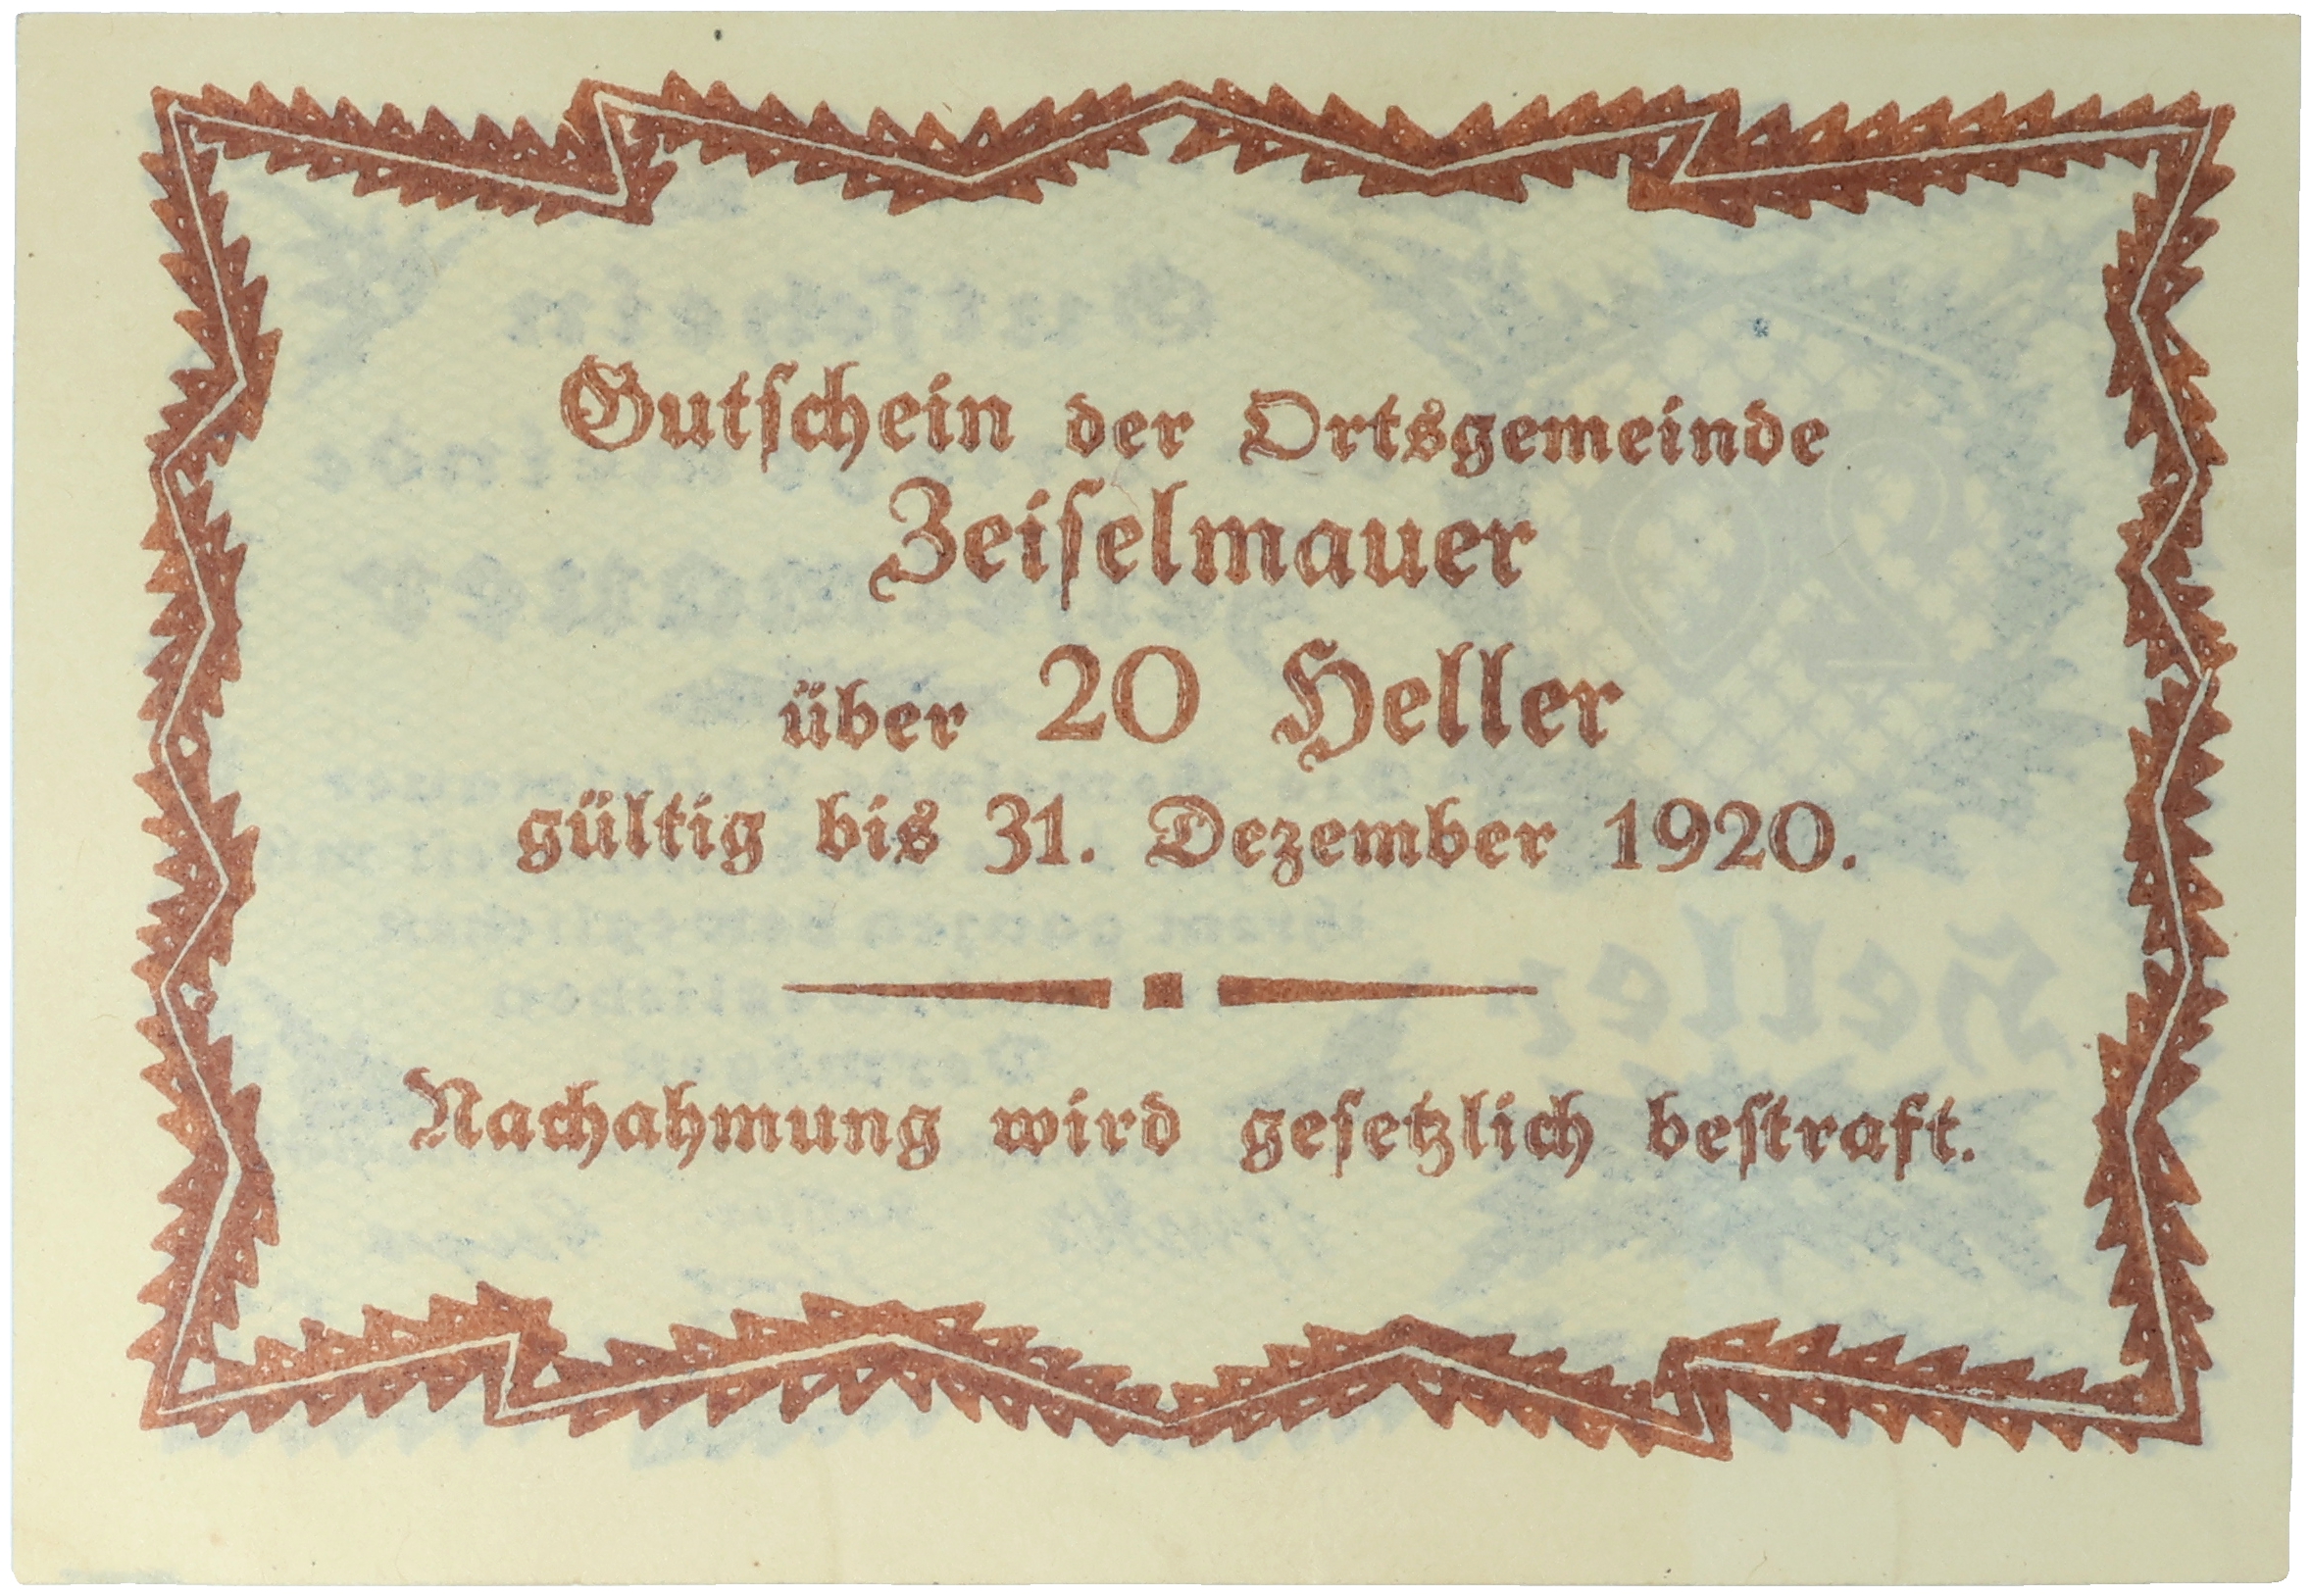 Gutschein der Ortsgemeinde
Zeiselmauer
über 20 Heller
gültig bis 31. Dezember 1920.
Nachahmung wird gesetzlich bestraft.